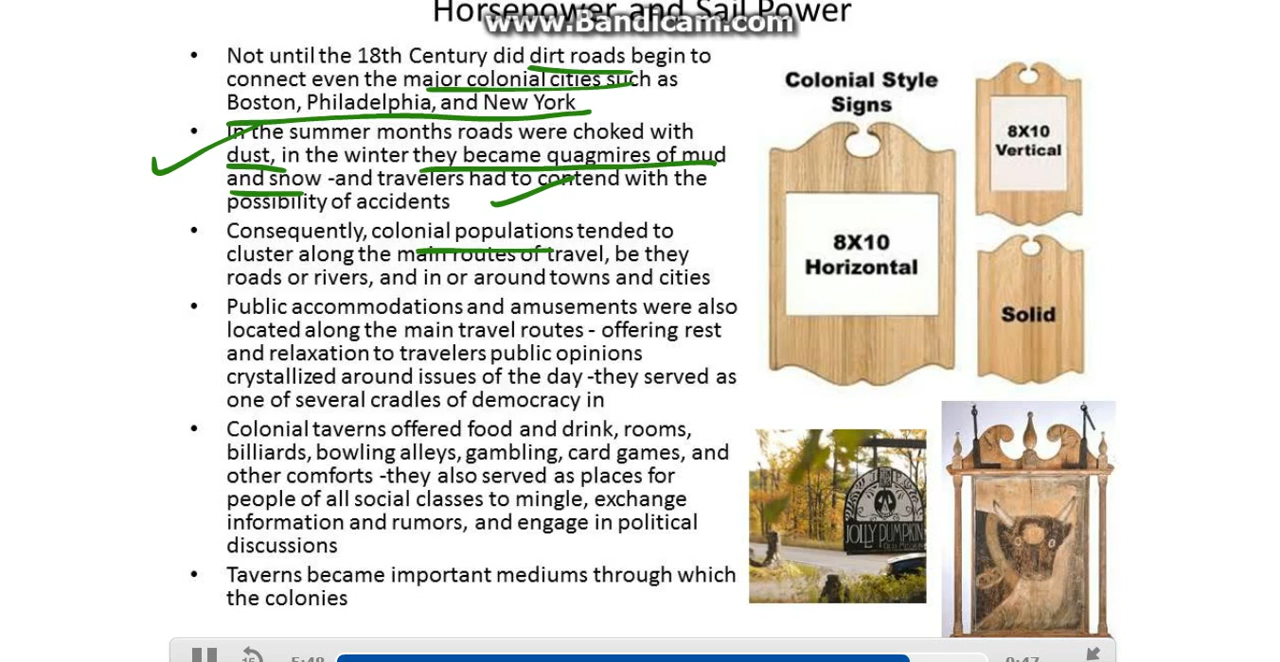 Horsepower and Sail Power
www.Bandicam.com
• Not until the 18th Century did dirt roads begin to
connect even the major colonial cities such as
Boston, Philadelphia, and New York
• In the summer months roads were choked with
dust, in the winter they became quagmires of mud
and snow -and travelers had to contend with the
possibility of accidents
• Consequently, colonial populations tended to
cluster along the main routes of travel, be they
roads or rivers, and in or around towns and cities
• Public accommodations and amusements were also
located along the main travel routes - offering rest
and relaxation to travelers public opinions
crystallized around issues of the day -they served as
one of several cradles of democracy in
• Colonial taverns offered food and drink, rooms,
billiards, bowling alleys, gambling, card games, and
other comforts -they also served as places for
people of all social classes to mingle, exchange
information and rumors, and engage in political
discussions
• Taverns became important mediums through which
the colonies
Colonial Style
Signs
8X10
Horizontal
8X10
Vertical
Solid
JOLLY PUMPKIN
15
5:48
0:47